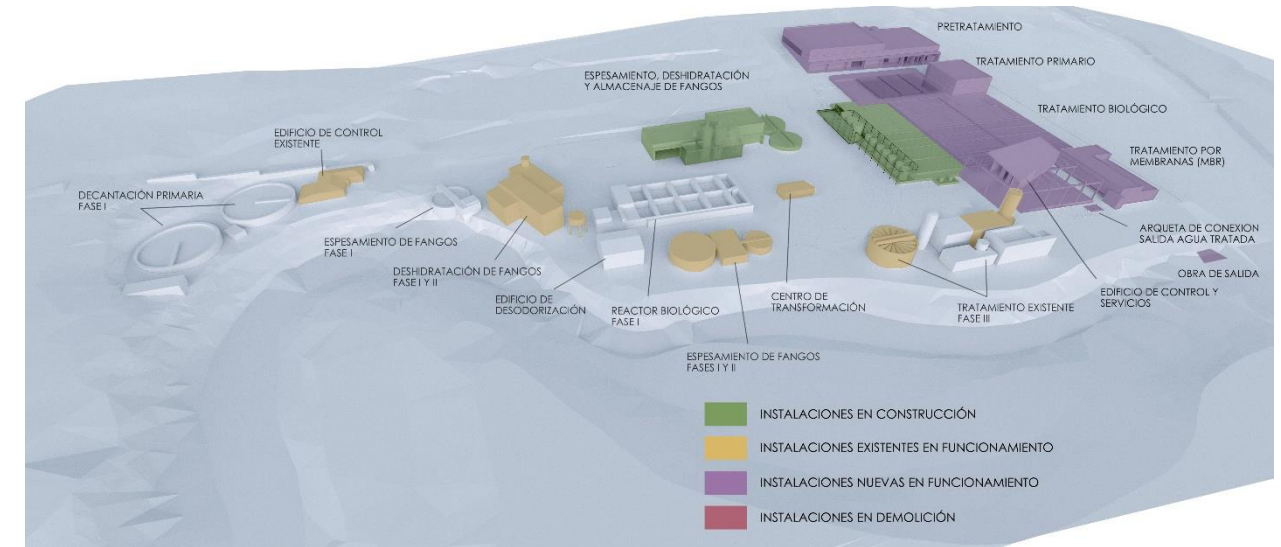 PRETRATAMIENTO
TRATAMIENTO PRIMARIO
ESPESAMIENTO, DESHIDRATACIÓN
Y ALMACENAJE DE FANGOS
TRATAMIENTO BIOLÓGICO
EDIFICIO DE CONTROL
EXISTENTE
TRATAMIENTO POR
MEMBRANAS (MBR)
DECANTACIÓN PRIMARIA
FASE I
ARQUETA DE CONEXION
SALIDA AGUA TRATADA
ESPESAMIENTO DE FANGOS
FASE I
DESHIDRATACIÓN DE FANGOS
FASE I Y II
OBRA DE SALIDA
EDIFICIO DE
DESODORIZACIÓN
REACTOR BIOLÓGICO
FASE I
CENTRO DE
TRANSFORMACIÓN
TRATAMIENTO EXISTENTE
FASE III
EDIFICIO DE CONTROL Y
SERVICIOS
ESPESAMIENTO DE FANGOS
FASES I Y II
INSTALACIONES EN CONSTRUCCIÓN
INSTALACIONES EXISTENTES EN FUNCIONAMIENTO
INSTALACIONES NUEVAS EN FUNCIONAMIENTO
INSTALACIONES EN DEMOLICIÓN